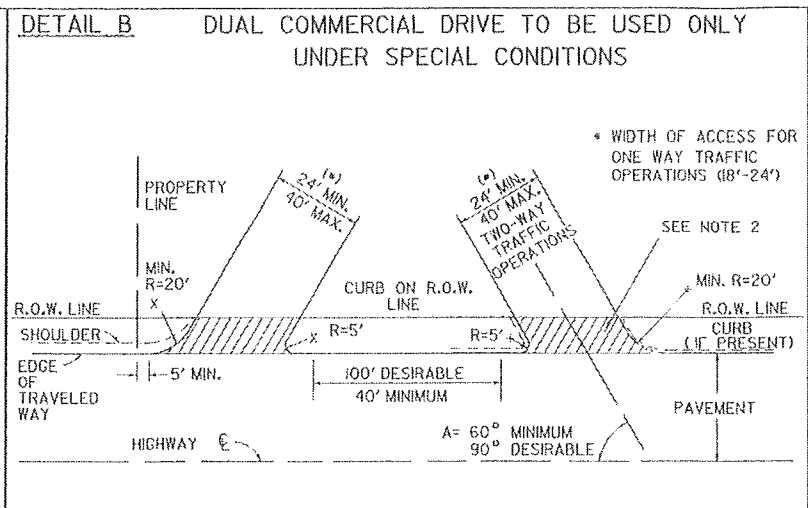 DETAIL B DUAL COMMERCIAL DRIVE TO BE USED ONLY
UNDER SPECIAL CONDITIONS
* WIDTH OF ACCESS FOR
ONE WAY TRAFFIC
OPERATIONS (18'-24')
PROPERTY
LINE
(*)
24' MIN.
40' MAX.
(*)
24' MIN.
40' MAX.
TWO-WAY
TRAFFIC
OPERATIONS
SEE NOTE 2
MIN.
R=20'
X
CURB ON R.O.W.
LINE
MIN. R=20'
X
R.O.W. LINE
R.O.W. LINE
SHOULDER
X R=5'
R=5'
X
CURB
(IF PRESENT)
EDGE
OF
TRAVELED
WAY
5' MIN.
100' DESIRABLE
40' MINIMUM
PAVEMENT
HIGHWAY ℄
A= 60° MINIMUM
90° DESIRABLE